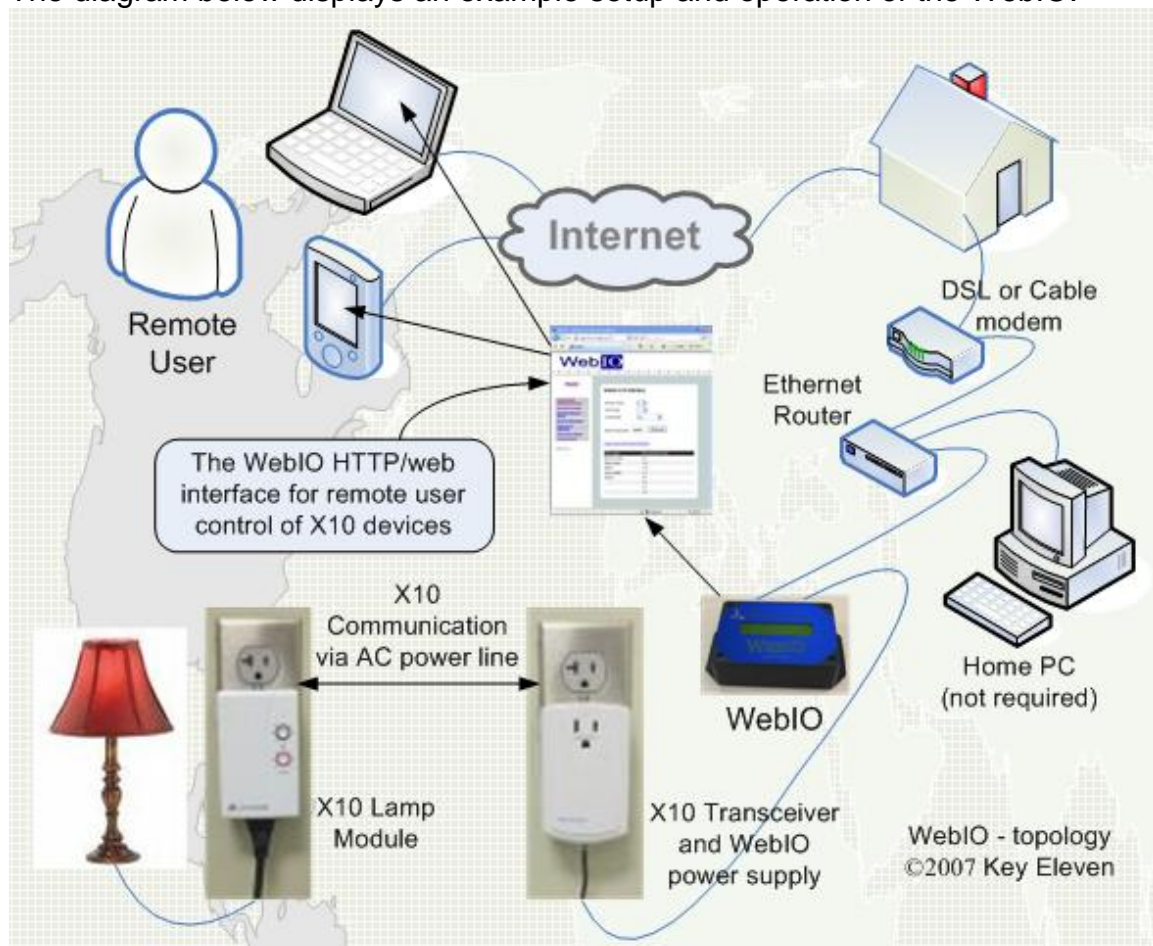 The diagram below displays an example setup and operation of the WebIO.
Internet
Remote
User
DSL or Cable
modem
Ethernet
Router
WebIO
The WebIO HTTP/web
interface for remote user
control of X10 devices
X10
Communication
via AC power line
WebIO
WebIO
Home PC
(not required)
X10 Lamp
Module
X10 Transceiver
and WebIO
power supply
WebIO - topology
©2007 Key Eleven